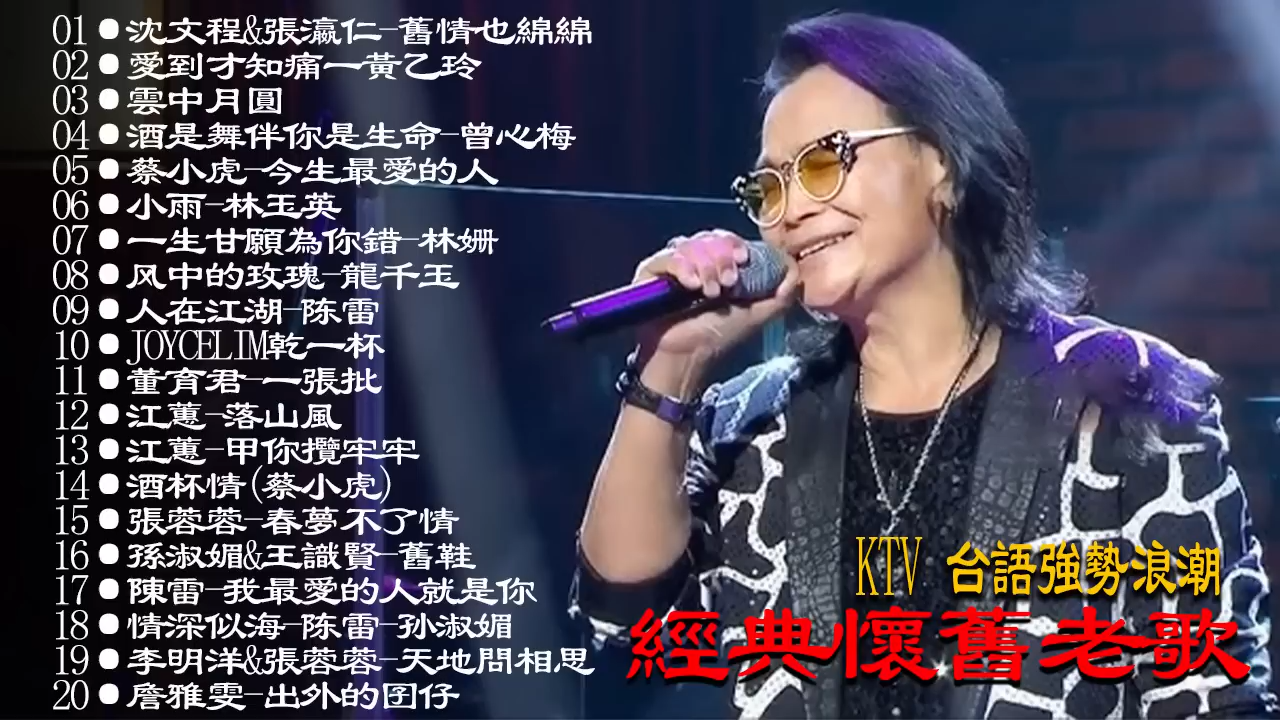 01 ● 沈文程&張瀛仁-舊情也綿綿
02 ● 愛到才知痛一黃乙玲
03 ● 雲中月圓
04 ● 酒是舞伴你是生命-曾心梅
05 ● 蔡小虎-今生最愛的人
06 ● 小雨-林玉英
07 ● 一生甘願為你錯-林姍
08 ● 风中的玫瑰-龍千玉
09 ● 人在江湖-陈雷
10 ● JOYCELIM乾一杯
11 ● 董育君-一張批
12 ● 江蕙-落山風
13 ● 江蕙-甲你攬牢牢
14 ● 酒杯情(蔡小虎)
15 ● 張蓉蓉-春夢不了情
16 ● 孫淑媚&王識賢-舊鞋
17 ● 陳雷-我最愛的人就是你
18 ● 情深似海-陈雷-孙淑媚
19 ● 李明洋&張蓉蓉-天地問相思
20 ● 詹雅雯-出外的囝仔
KTV 台語強勢浪潮
經典懷舊老歌